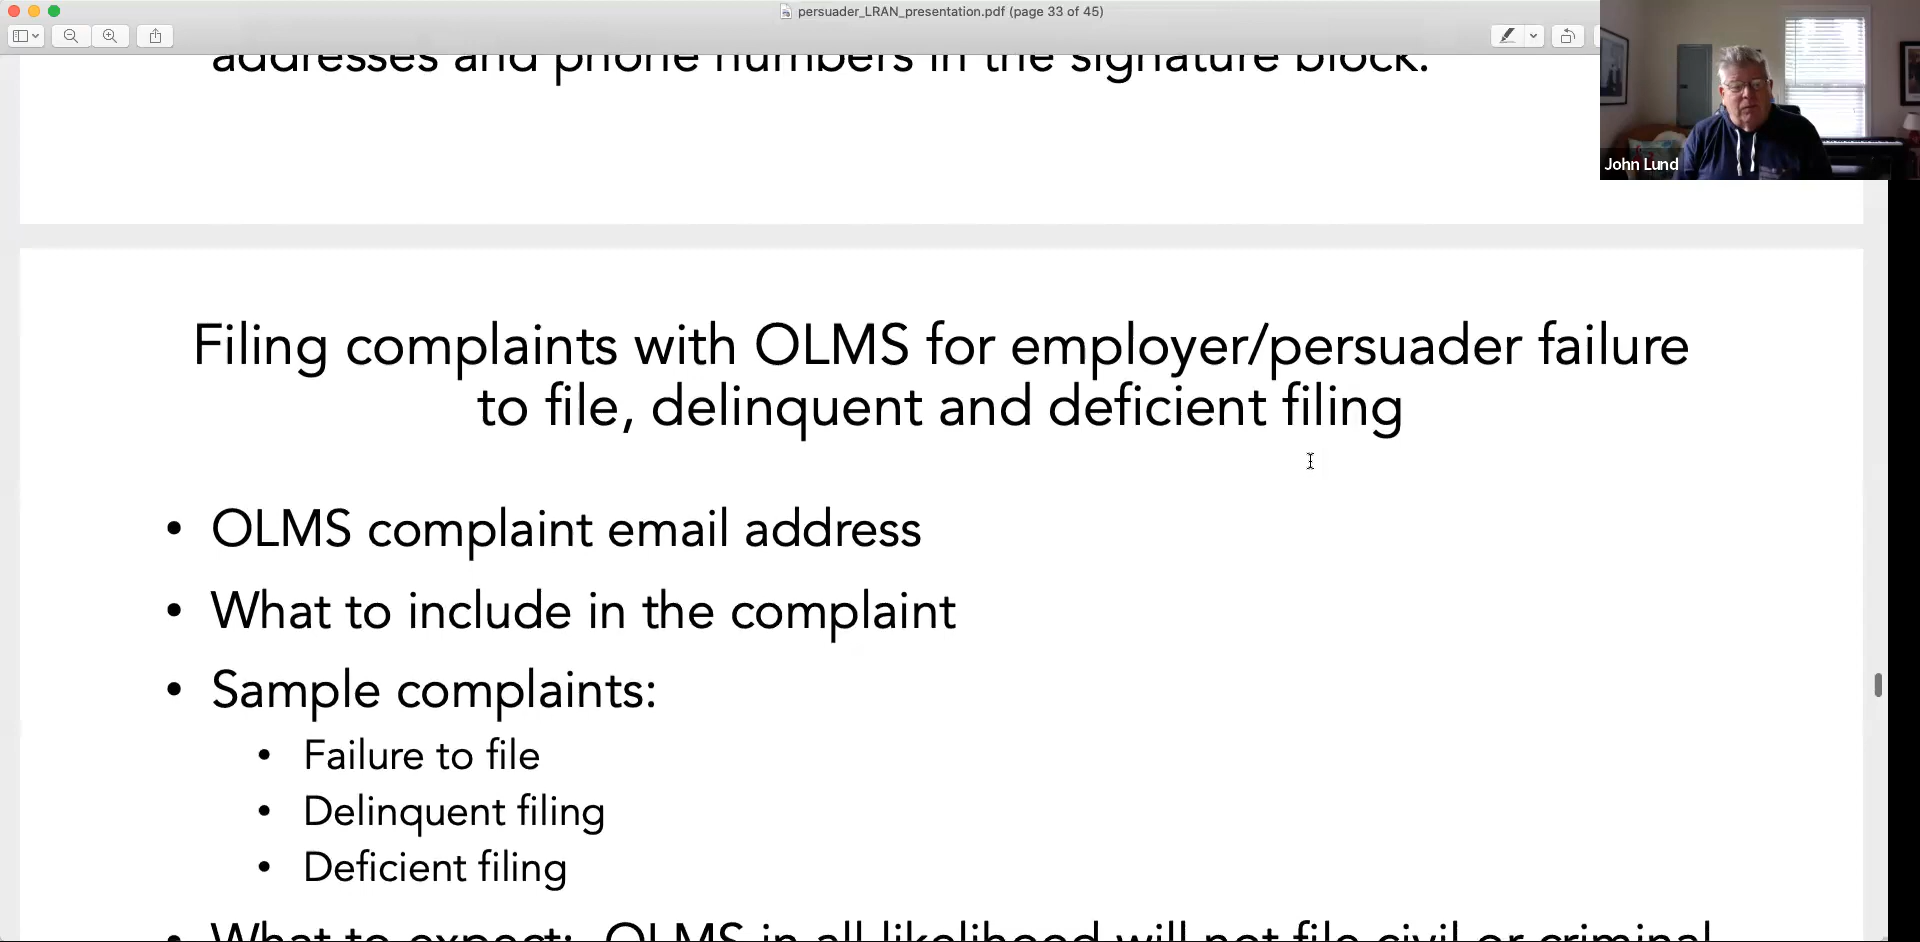 persuader_LRAN_presentation.pdf (page 33 of 45)
addresses and phone numbers in the signature block.
John Lund
Filing complaints with OLMS for employer/persuader failure
to file, delinquent and deficient filing
• OLMS complaint email address
• What to include in the complaint
• Sample complaints:
• Failure to file
• Delinquent filing
• Deficient filing
• What to expect: OLMS in all likelihood will not file civil or criminal